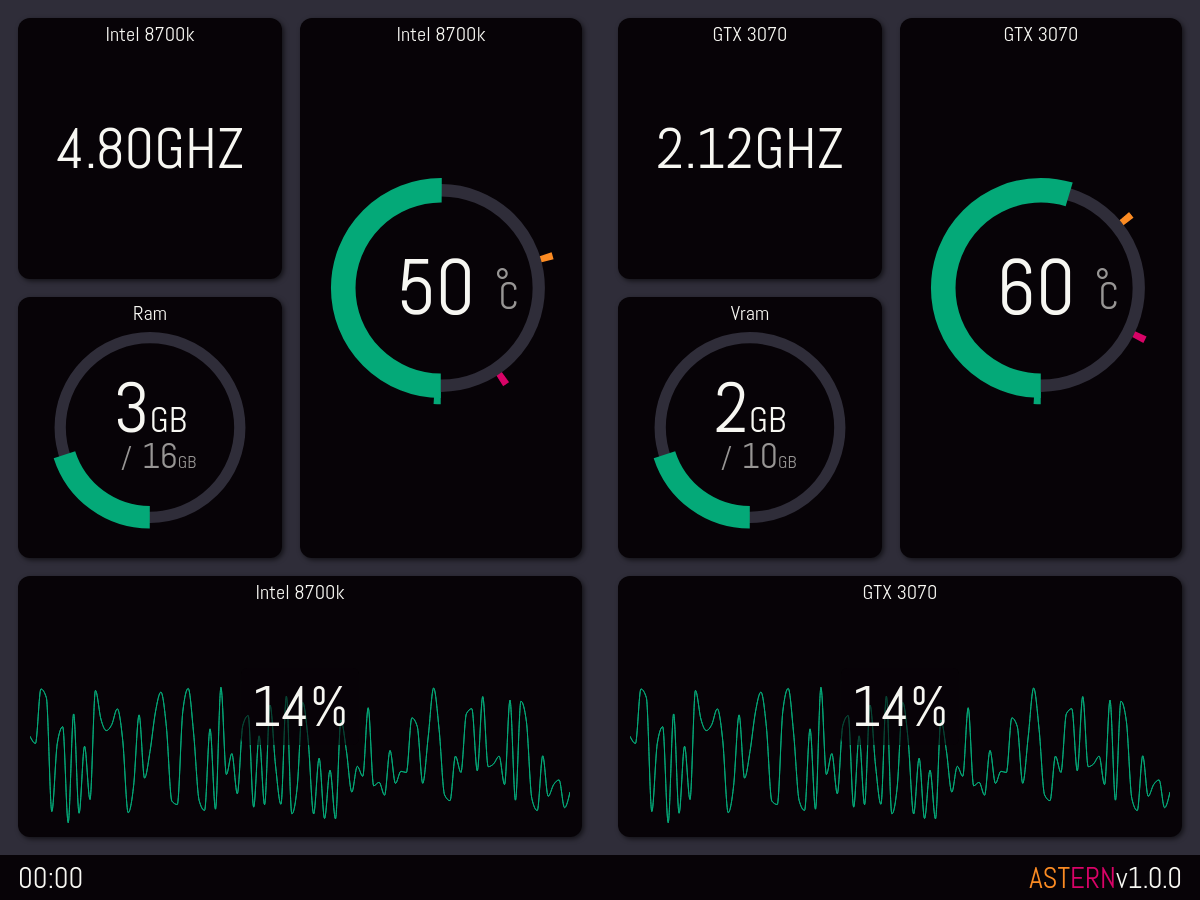 Intel 8700k
4.80GHZ
Intel 8700k
50 °C
Ram
3GB
/ 16GB
GTX 3070
2.12GHZ
GTX 3070
60 °C
Vram
2GB
/ 10GB
Intel 8700k
14%
GTX 3070
14%
00:00
ASTERNv1.0.0